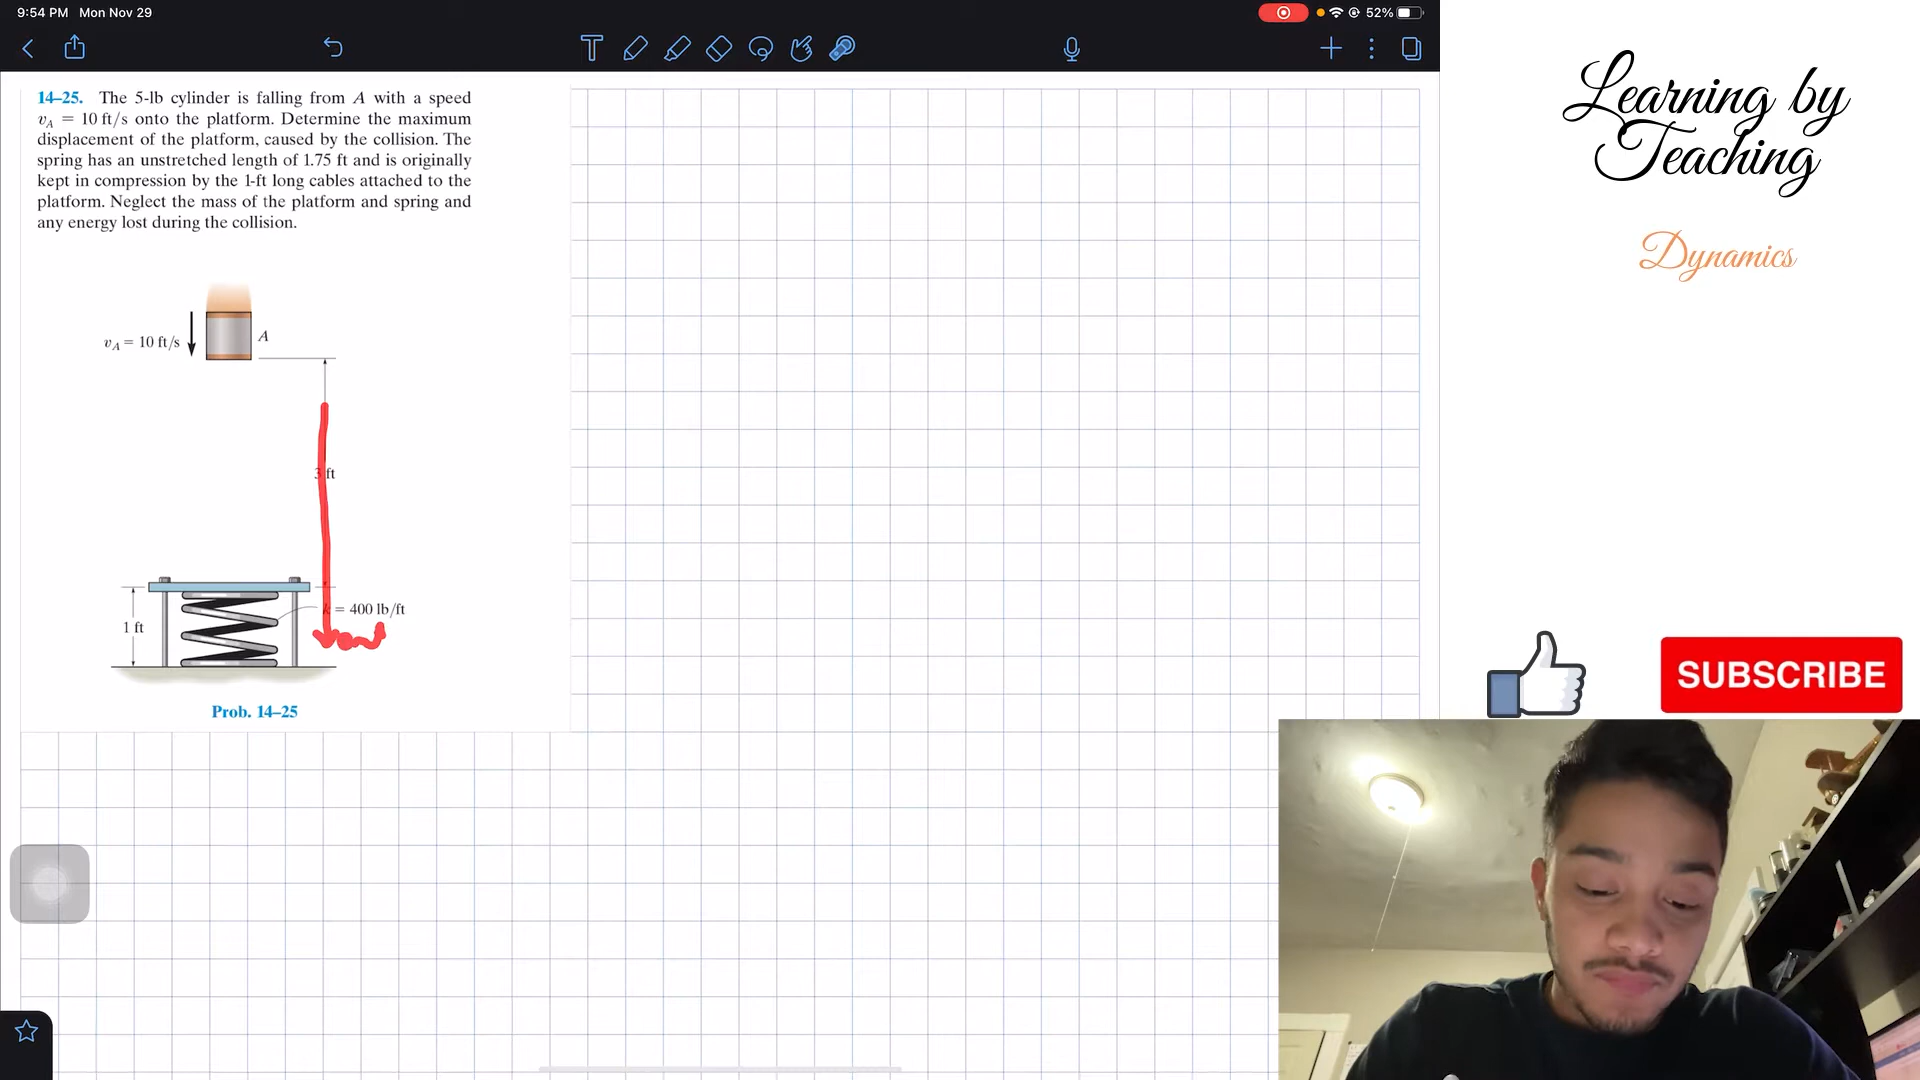 9:54 PM Mon Nov 29
52%
14–25. The 5-lb cylinder is falling from A with a speed
vA = 10 ft/s onto the platform. Determine the maximum
displacement of the platform, caused by the collision. The
spring has an unstretched length of 1.75 ft and is originally
kept in compression by the 1-ft long cables attached to the
platform. Neglect the mass of the platform and spring and
any energy lost during the collision.
vA = 10 ft/s
A
3 ft
k = 400 lb/ft
1 ft
Prob. 14–25
Learning by
Teaching
Dynamics
SUBSCRIBE